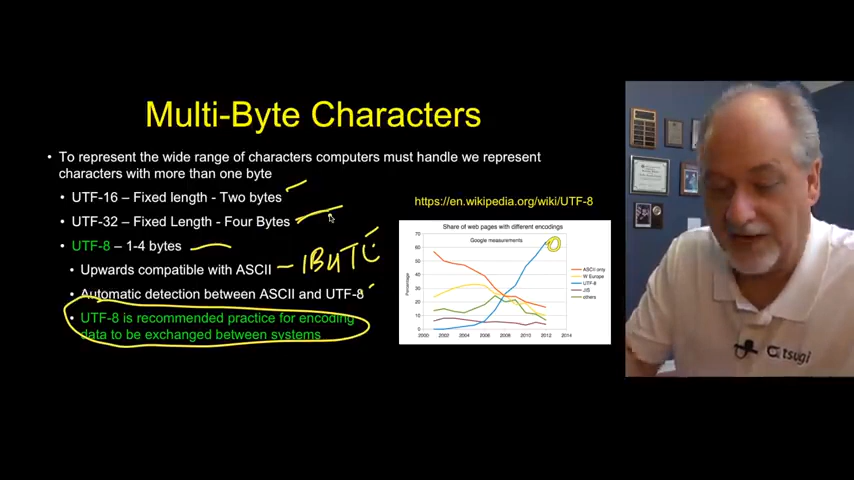 Multi-Byte Characters
• To represent the wide range of characters computers must handle we represent
characters with more than one byte
• UTF-16 – Fixed length - Two bytes
• UTF-32 – Fixed Length - Four Bytes
• UTF-8 – 1-4 bytes
• Upwards compatible with ASCII
1BYTE
• Automatic detection between ASCII and UTF-8
• UTF-8 is recommended practice for encoding
data to be exchanged between systems
https://en.wikipedia.org/wiki/UTF-8
Share of web pages with different encodings
Google measurements
70
60
50
40
30
20
10
0
Percentage
2000 2002 2004 2006 2008 2010 2012 2014
ASCII only
W Europe
UTF-8
JIS
others
tsugi